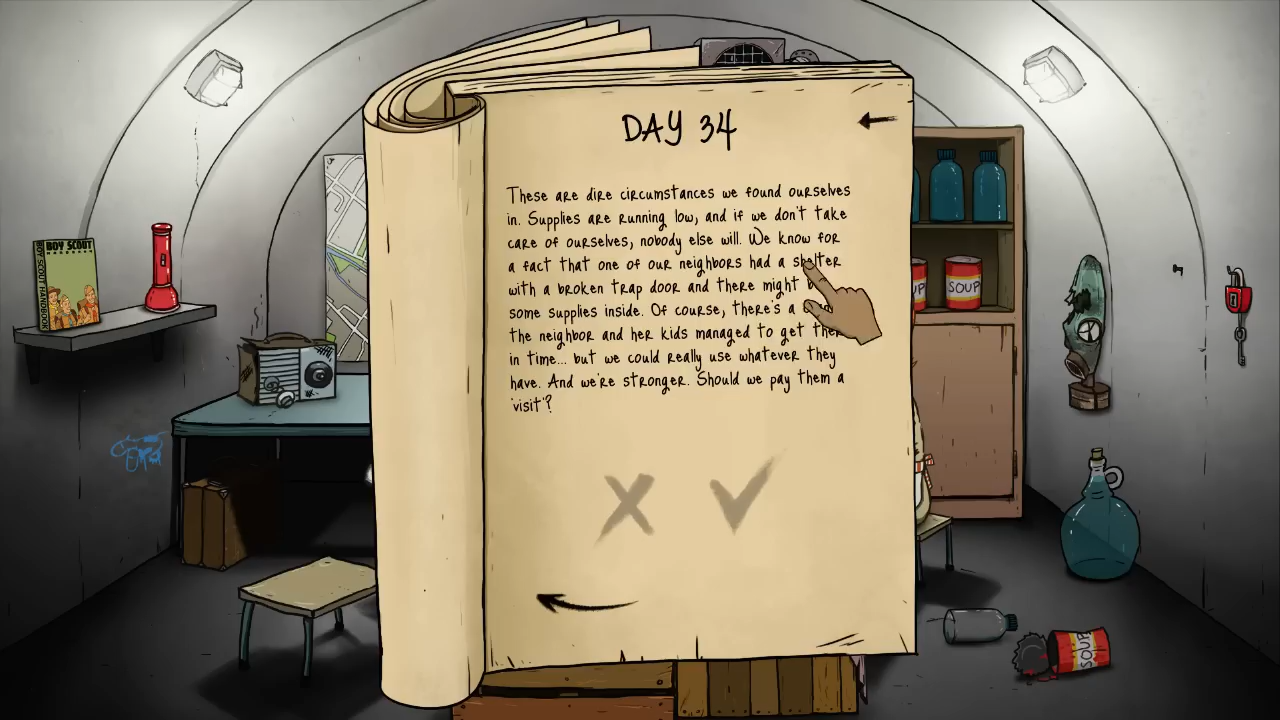 DAY 34
These are dire circumstances we found ourselves
in. Supplies are running low, and if we don't take
care of ourselves, nobody else will. We know for
a fact that one of our neighbors had a shelter
with a broken trap door and there might
some supplies inside. Of course, there's a
the neighbor and her kids managed to get
in time... but we could really use whatever they
have. And we're stronger. Should we pay them a
'visit'?
BOY SCOUT
BOY SCOUT HANDBOOK
UP
SOUP
SOUP